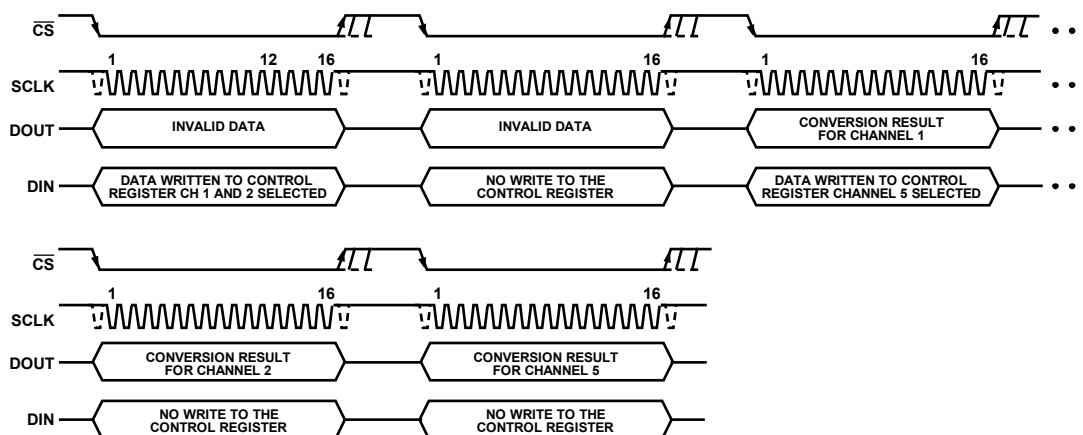 CS
1 12 16 1 16 1 16
SCLK
DOUT INVALID DATA INVALID DATA CONVERSION RESULT
FOR CHANNEL 1
DIN DATA WRITTEN TO CONTROL
REGISTER CH 1 AND 2 SELECTED
NO WRITE TO THE
CONTROL REGISTER
DATA WRITTEN TO CONTROL
REGISTER CHANNEL 5 SELECTED
CS
1 16 1 16
SCLK
DOUT CONVERSION RESULT
FOR CHANNEL 2
CONVERSION RESULT
FOR CHANNEL 5
DIN NO WRITE TO THE
CONTROL REGISTER
NO WRITE TO THE
CONTROL REGISTER